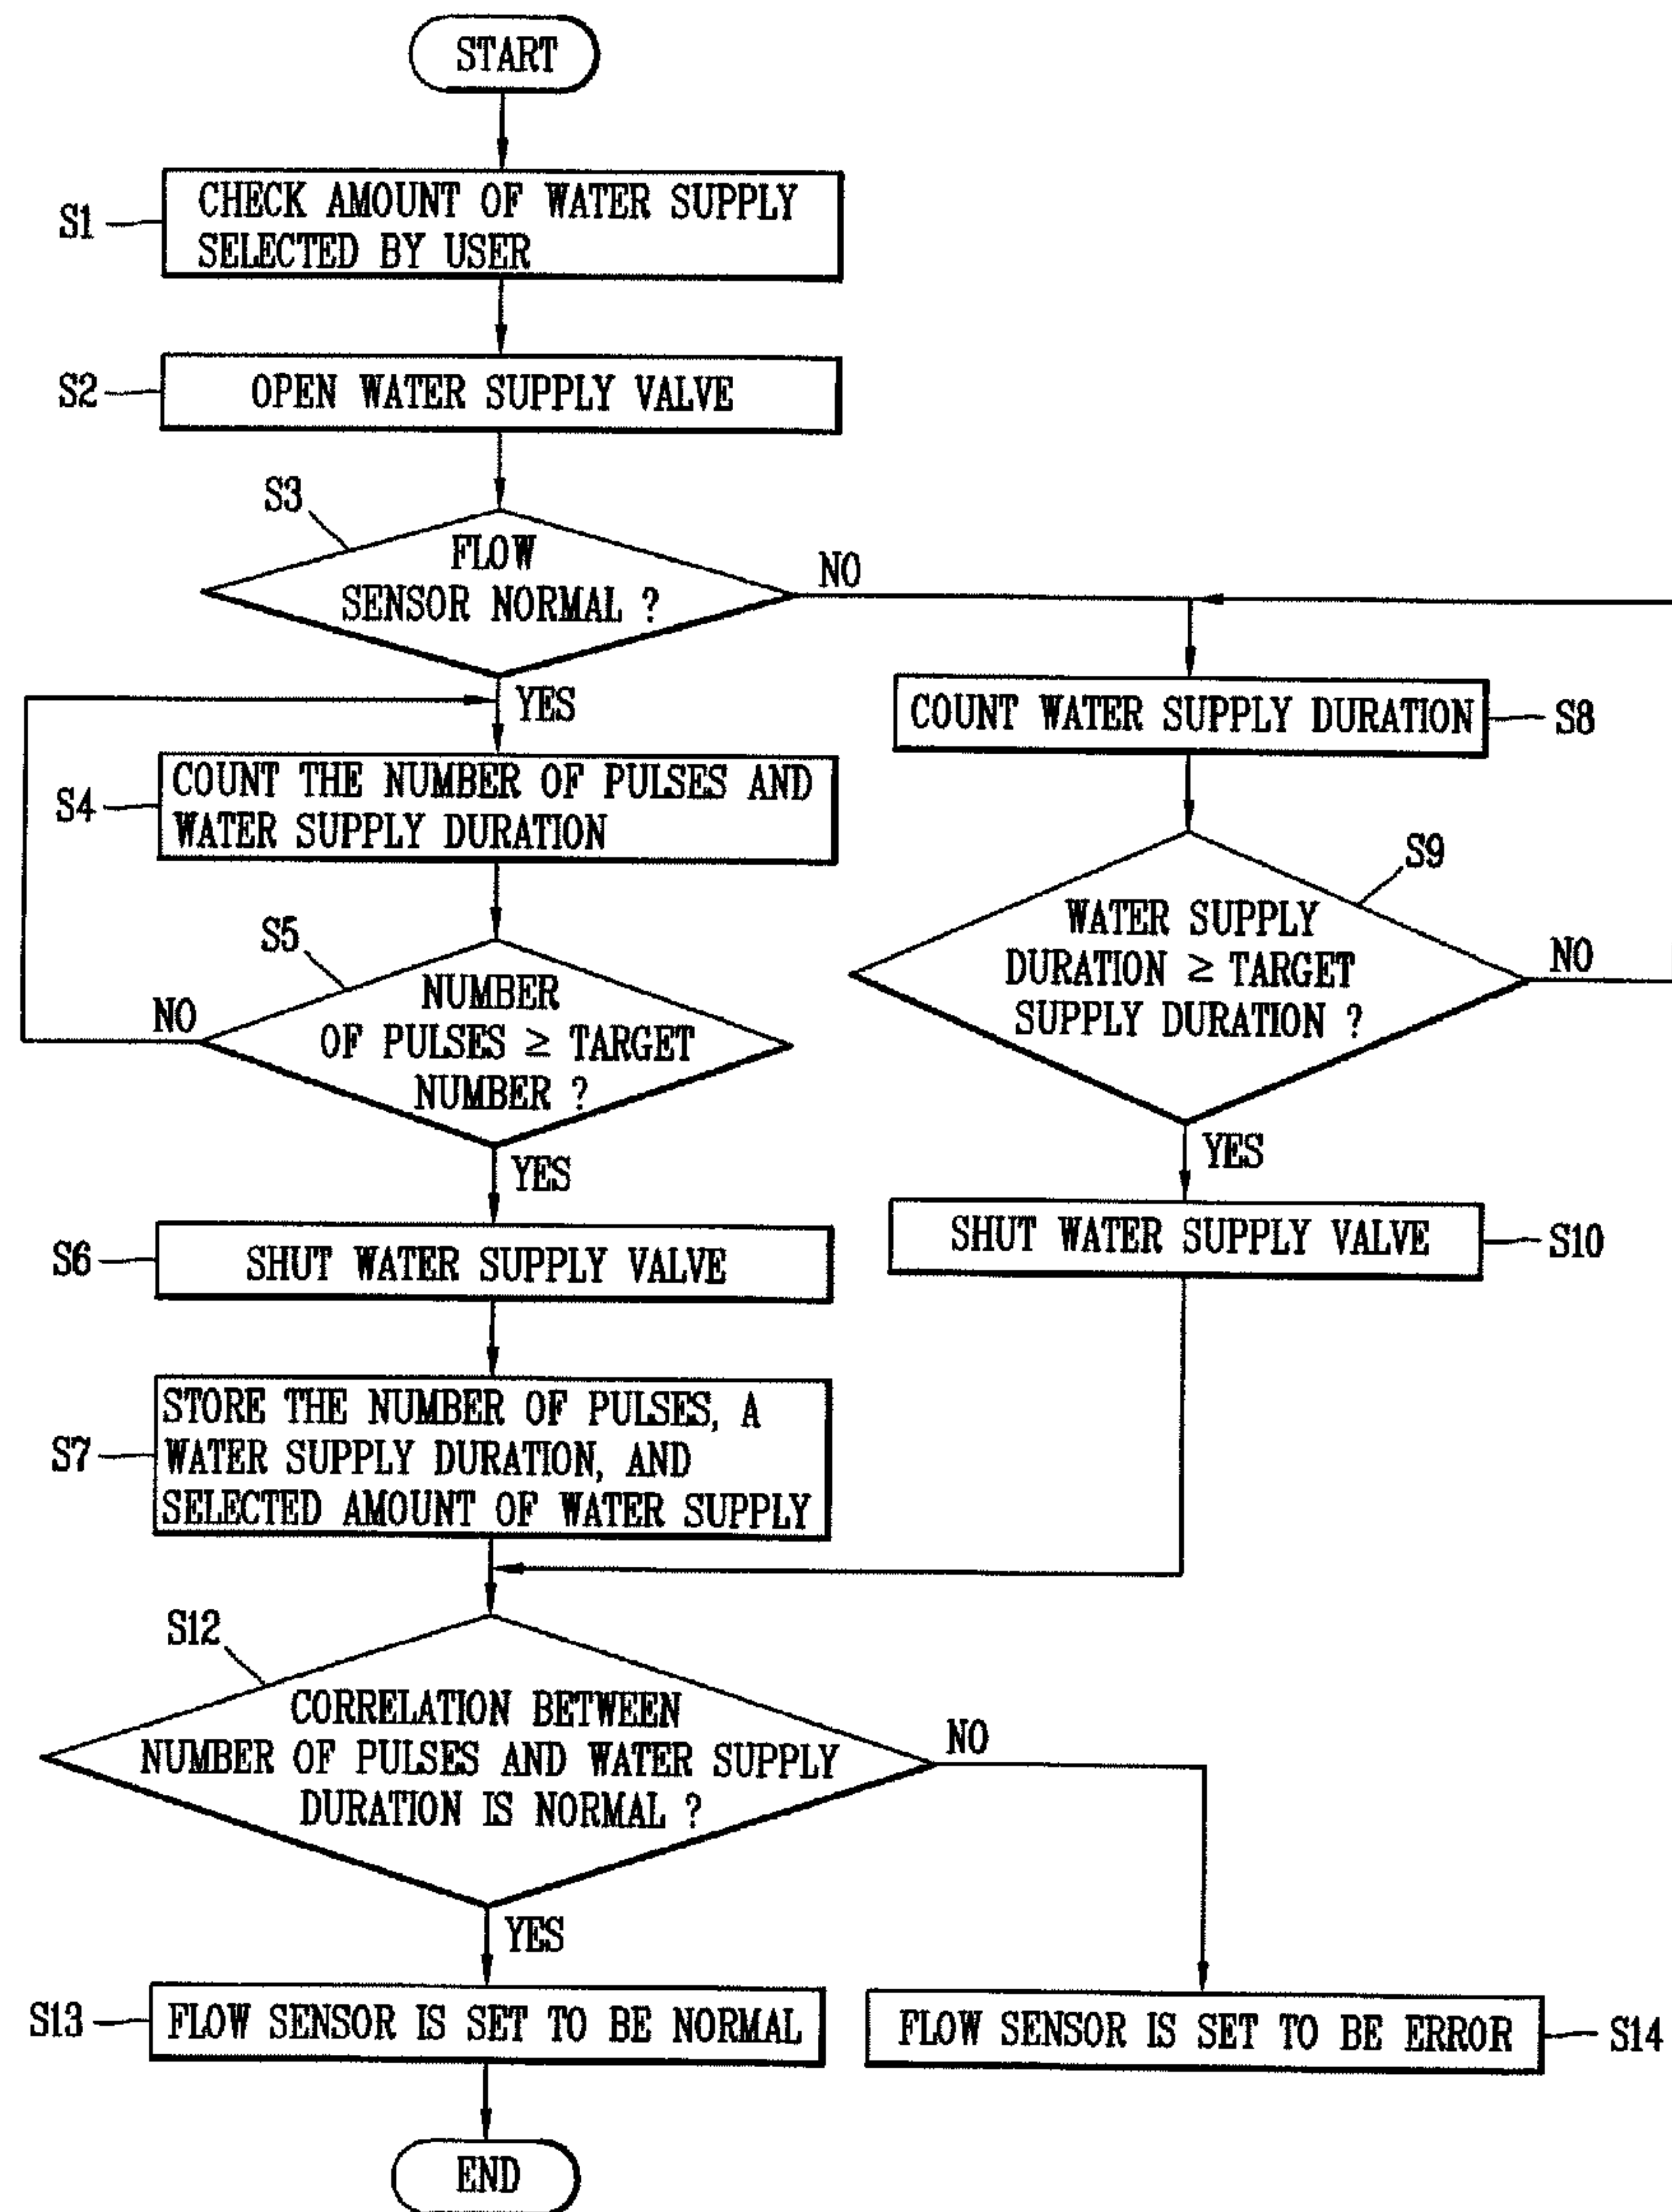 START
S1
CHECK AMOUNT OF WATER SUPPLY
SELECTED BY USER
S2
OPEN WATER SUPPLY VALVE
S3
FLOW
SENSOR NORMAL ?
NO
YES
S4
COUNT THE NUMBER OF PULSES AND
WATER SUPPLY DURATION
S5
NUMBER
OF PULSES ≥ TARGET
NUMBER ?
NO
YES
S6
SHUT WATER SUPPLY VALVE
S7
STORE THE NUMBER OF PULSES, A
WATER SUPPLY DURATION, AND
SELECTED AMOUNT OF WATER SUPPLY
COUNT WATER SUPPLY DURATION
S8
S9
WATER SUPPLY
DURATION ≥ TARGET
SUPPLY DURATION ?
NO
YES
SHUT WATER SUPPLY VALVE
S10
S12
CORRELATION BETWEEN
NUMBER OF PULSES AND WATER SUPPLY
DURATION IS NORMAL ?
NO
YES
S13
FLOW SENSOR IS SET TO BE NORMAL
FLOW SENSOR IS SET TO BE ERROR
S14
END